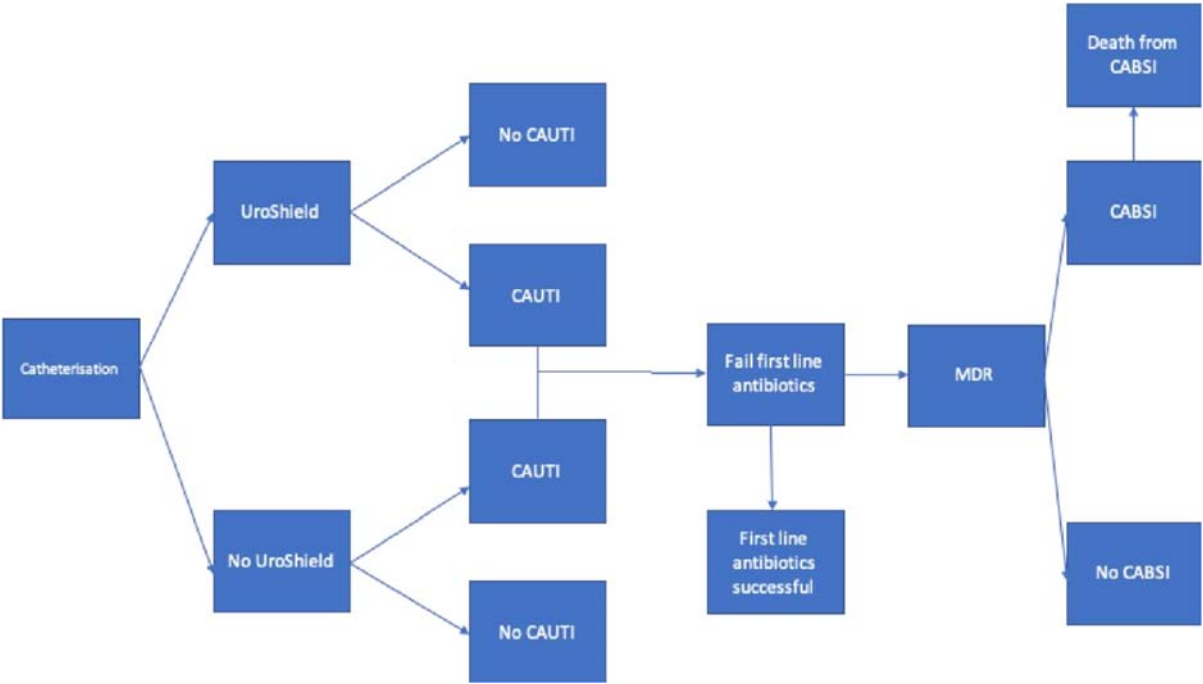 Catheterisation
UroShield
No UroShield
No CAUTI
CAUTI
CAUTI
No CAUTI
Fail first line
antibiotics
First line
antibiotics
successful
MDR
Death from
CABSI
CABSI
No CABSI